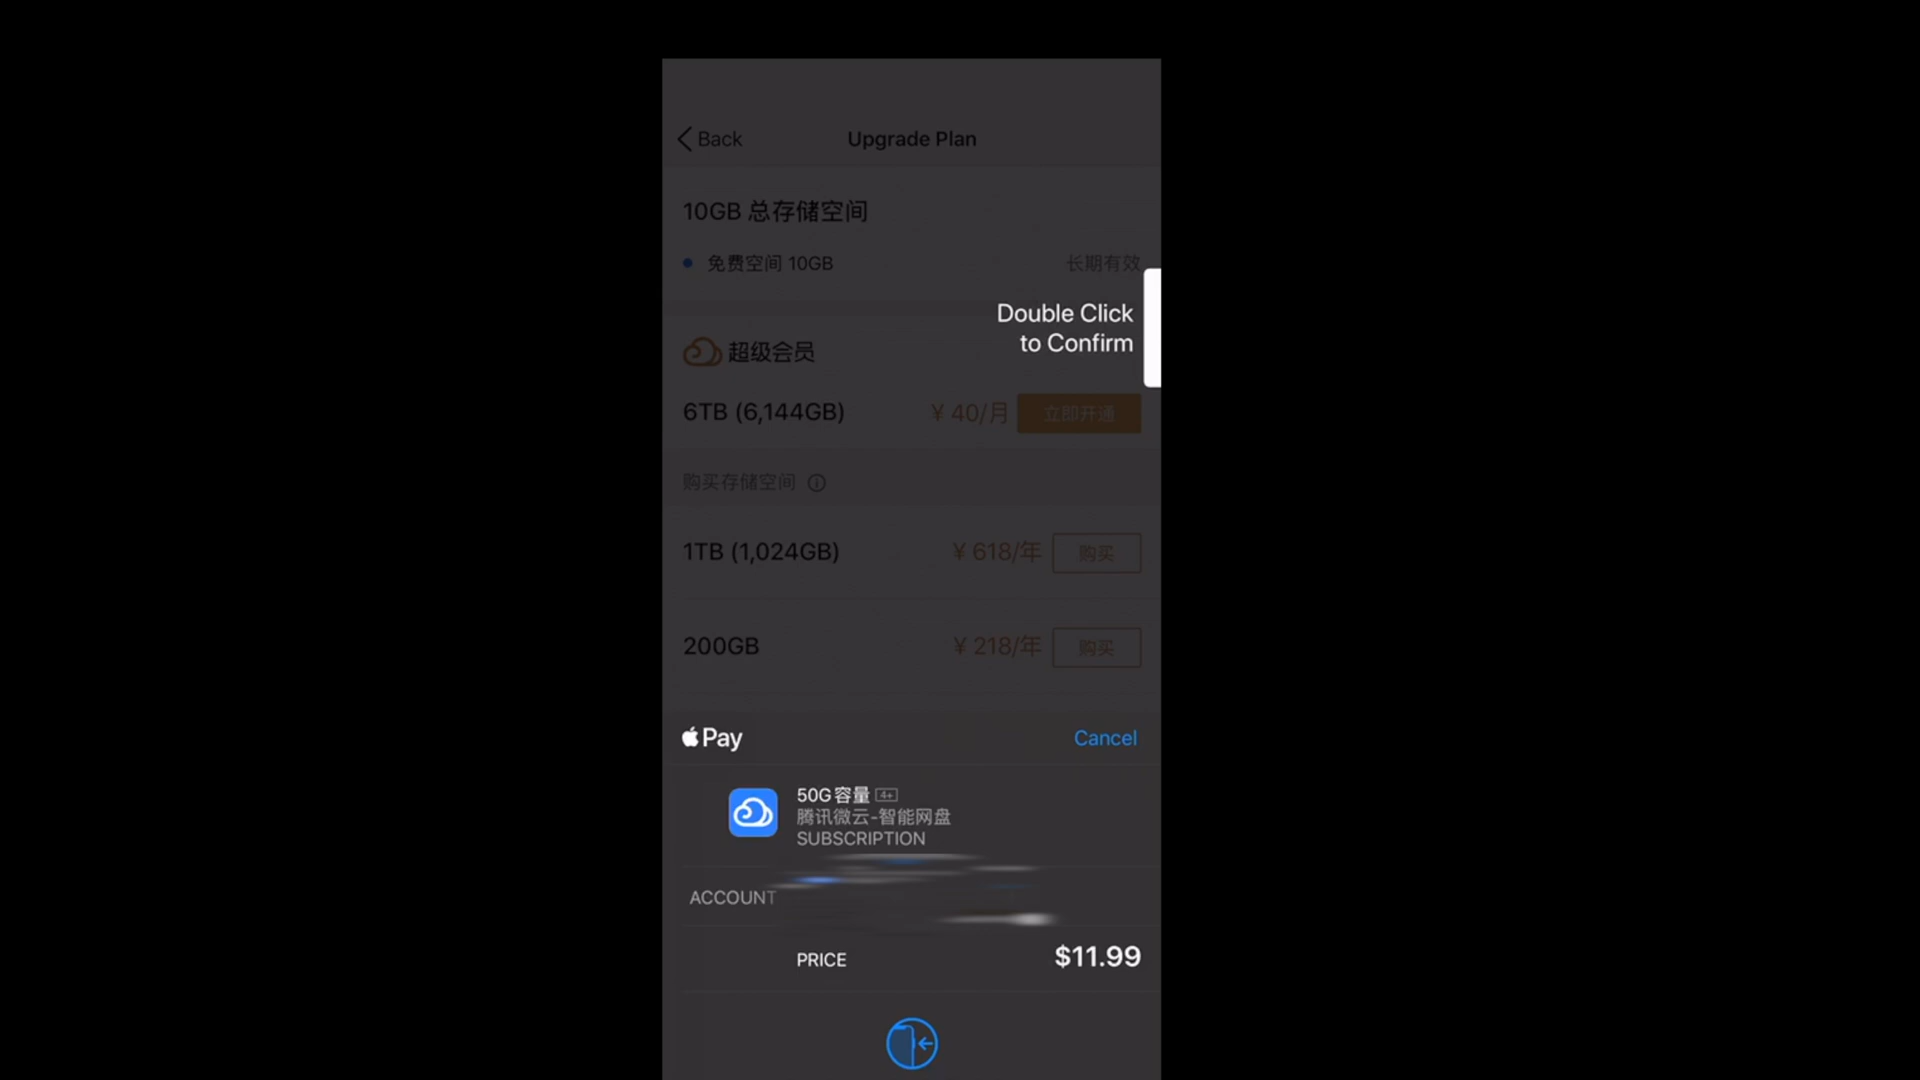 Back
Upgrade Plan
10GB 总存储空间
免费空间 10GB
长期有效
Double Click
to Confirm
超级会员
6TB (6,144GB)
¥ 40/月
立即开通
购买存储空间
1TB (1,024GB)
¥ 618/年
购买
200GB
¥ 218/年
购买
Pay
Cancel
50G容量 4+
腾讯微云-智能网盘
SUBSCRIPTION
ACCOUNT
PRICE
$11.99